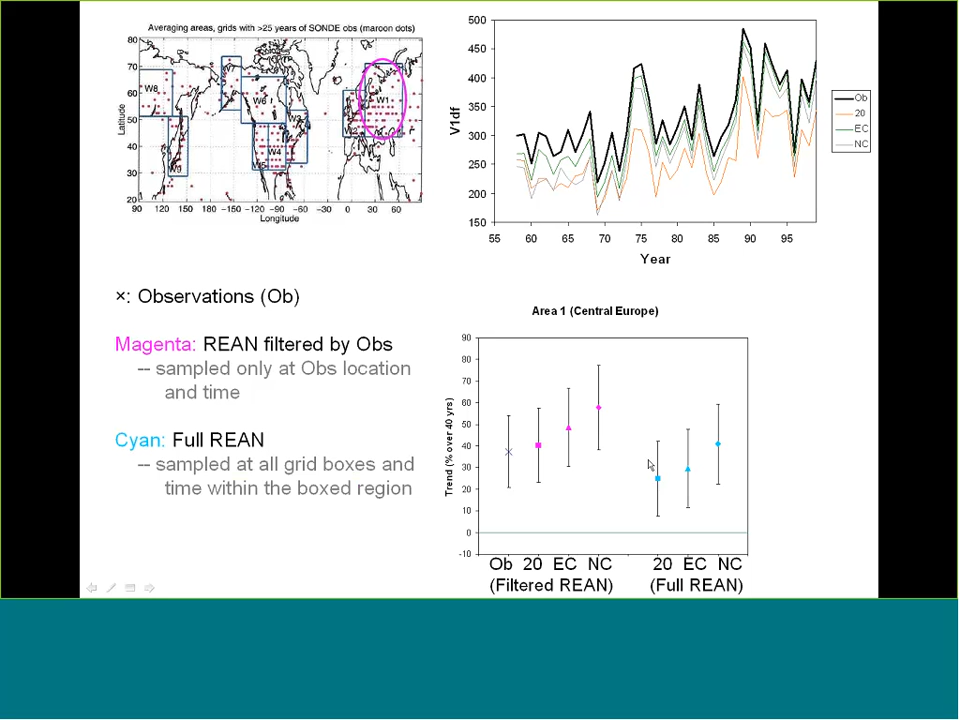 Averaging areas, grids with >25 years of SONDE obs (maroon dots)
80
70
60
50
40
30
20
Latitude
W8
W7
W6
W3
W4
W5
W9
W1
90 120 150 180 −150 −120 −90 −60 −30 0 30 60
Longitude
500
450
400
350
300
250
200
150
V1df
55 60 65 70 75 80 85 90 95
Year
Ob
20
EC
NC
×: Observations (Ob)
Magenta: REAN filtered by Obs
-- sampled only at Obs location
and time
Cyan: Full REAN
-- sampled at all grid boxes and
time within the boxed region
Area 1 (Central Europe)
90
80
70
60
50
40
30
20
10
0
-10
Trend (% over 40 yrs)
Ob 20 EC NC 20 EC NC
(Filtered REAN) (Full REAN)